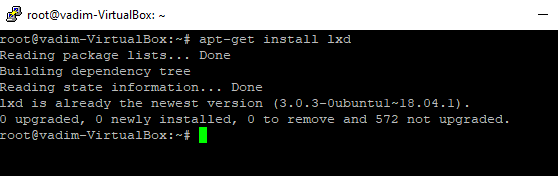 root@vadim-VirtualBox: ~
root@vadim-VirtualBox:~# apt-get install lxd
Reading package lists... Done
Building dependency tree
Reading state information... Done
lxd is already the newest version (3.0.3-0ubuntu1~18.04.1).
0 upgraded, 0 newly installed, 0 to remove and 572 not upgraded.
root@vadim-VirtualBox:~#